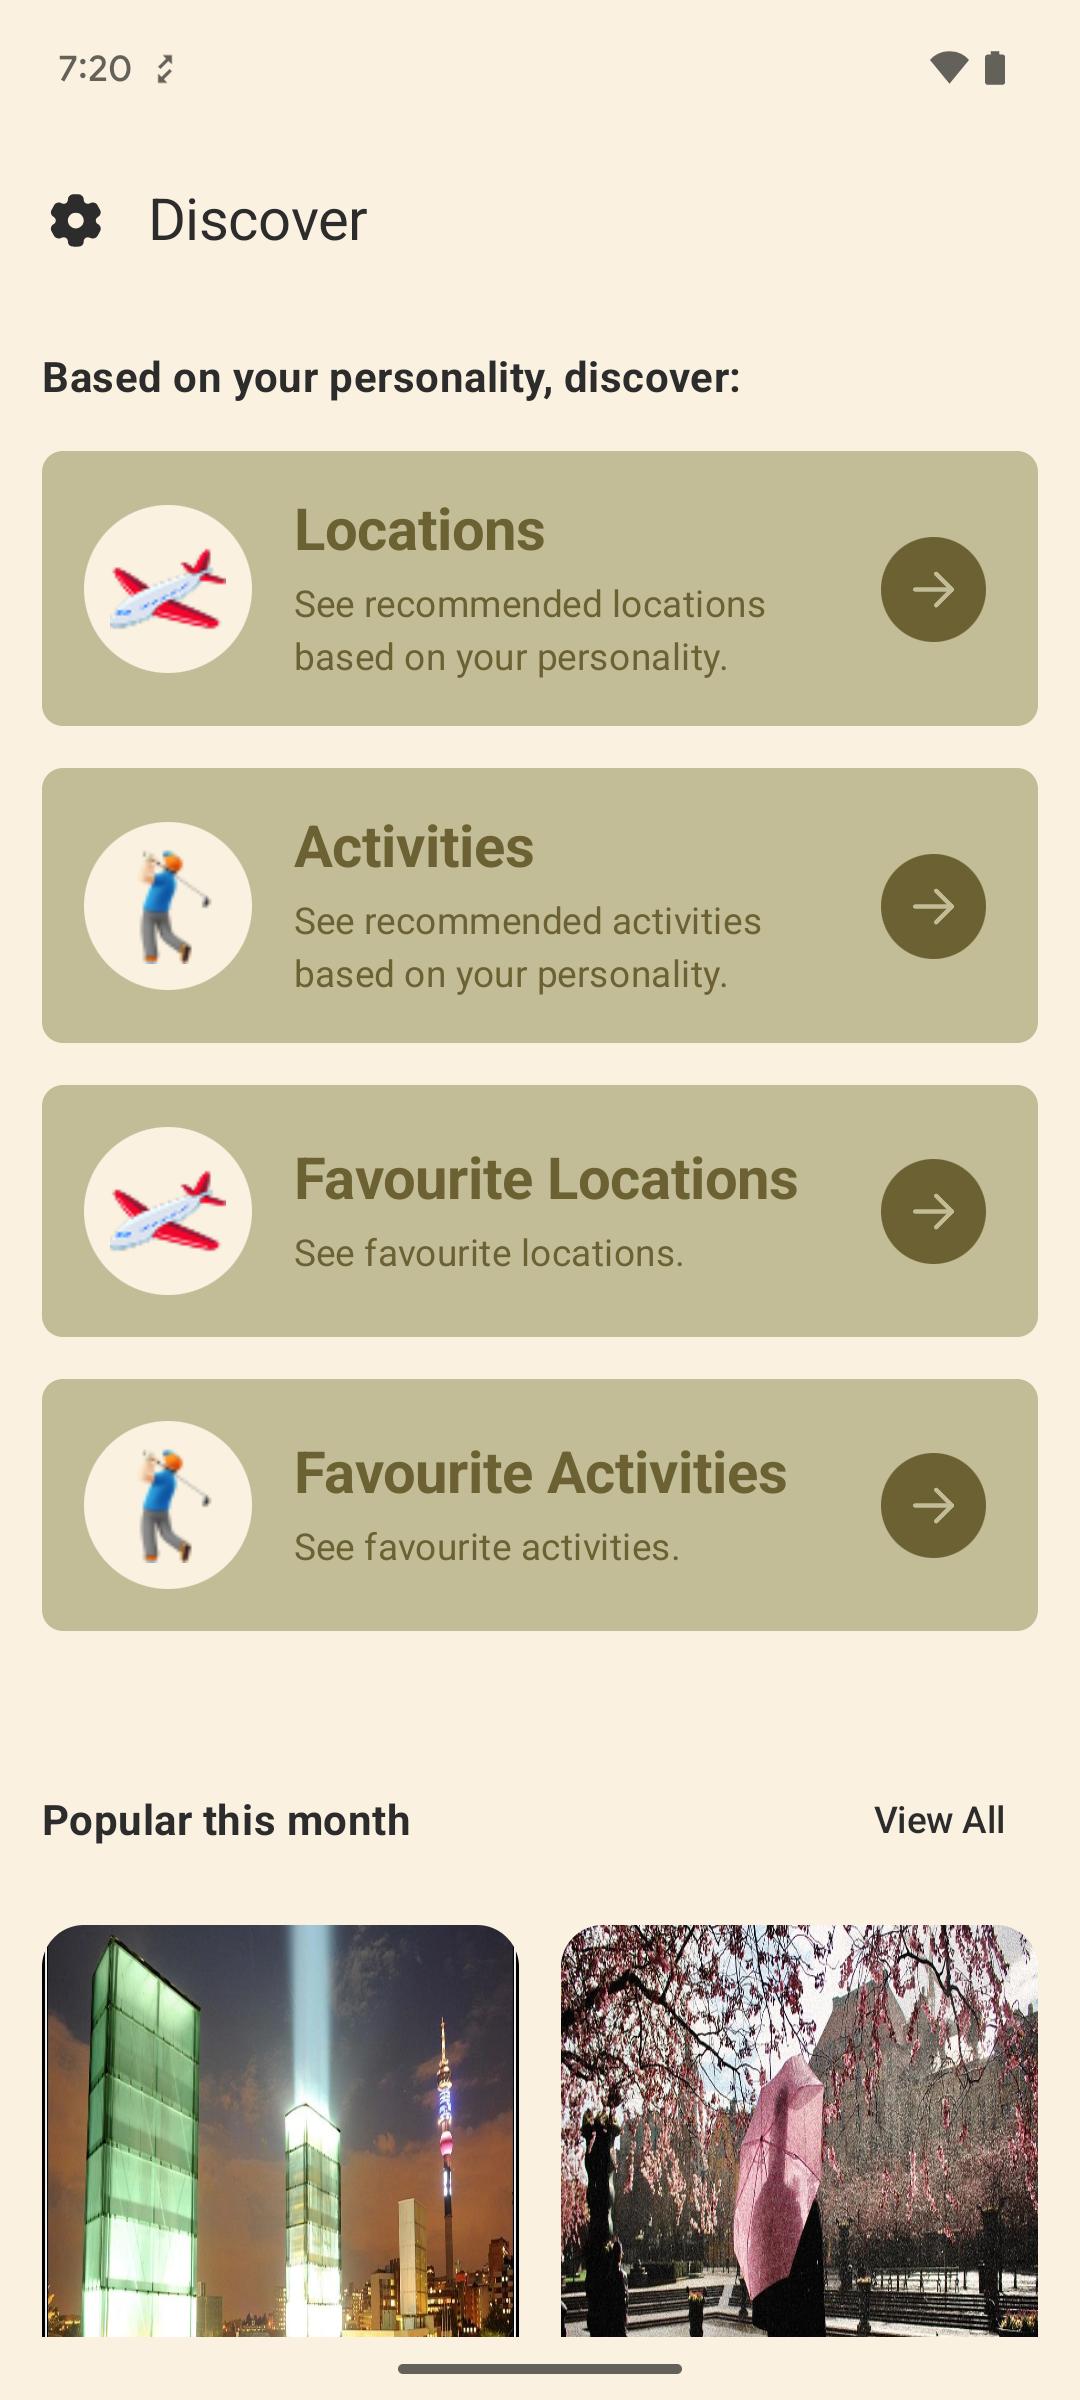 7:20
Discover
Based on your personality, discover:
Locations
See recommended locations
based on your personality.
Activities
See recommended activities
based on your personality.
Favourite Locations
See favourite locations.
Favourite Activities
See favourite activities.
Popular this month
View All